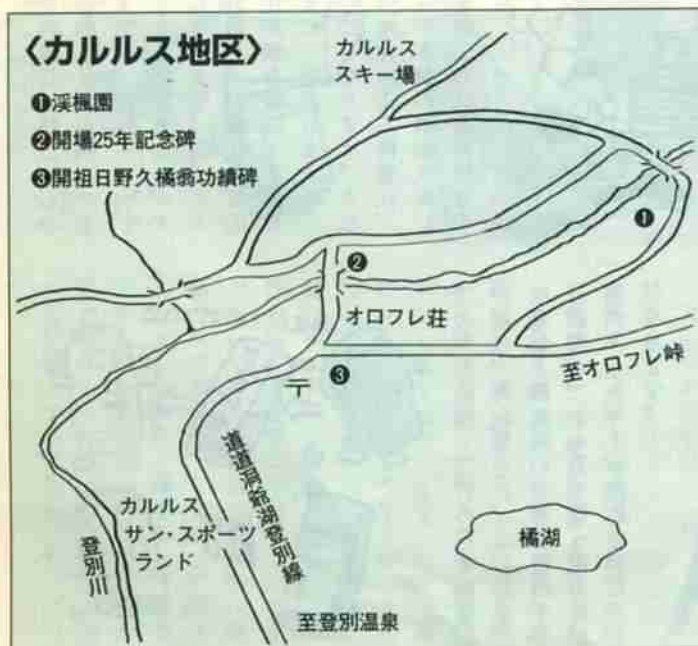 〈カルルス地区〉
❶渓楓園
❷開場25年記念碑
❸開祖日野久橘翁功績碑
カルルス
スキー場
❶
❷
オロフレ荘
❸
〒
至オロフレ峠
道道洞爺湖登別線
カルルス
サン・スポーツ
ランド
登別川
橘湖
至登別温泉